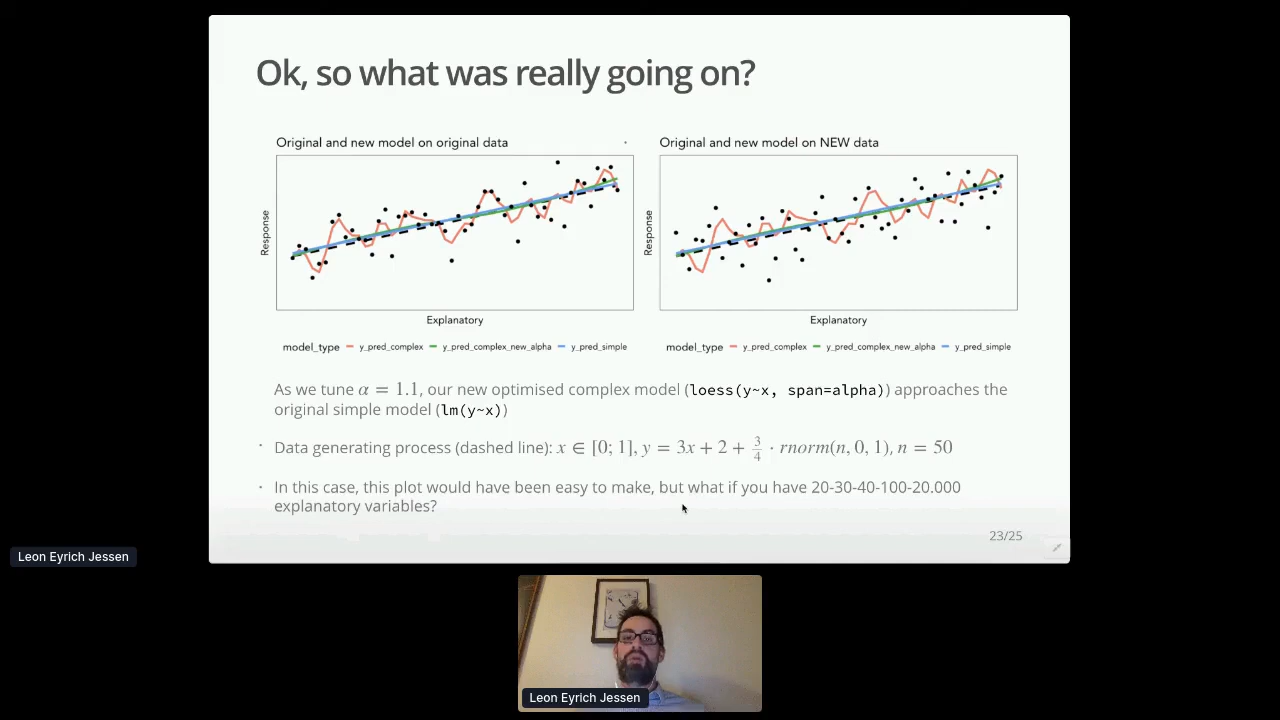 Ok, so what was really going on?
Original and new model on original data
Original and new model on NEW data
Response
Response
Explanatory
Explanatory
model_type y_pred_complex y_pred_complex_new_alpha y_pred_simple
model_type y_pred_complex y_pred_complex_new_alpha y_pred_simple
As we tune α = 1.1, our new optimised complex model (loess(y~x, span=alpha)) approaches the
original simple model (lm(y~x))
· Data generating process (dashed line): x ∈ [0; 1], y = 3x + 2 + 3/4 · rnorm(n, 0, 1), n = 50
· In this case, this plot would have been easy to make, but what if you have 20-30-40-100-20.000
explanatory variables?
23/25
Leon Eyrich Jessen
Leon Eyrich Jessen